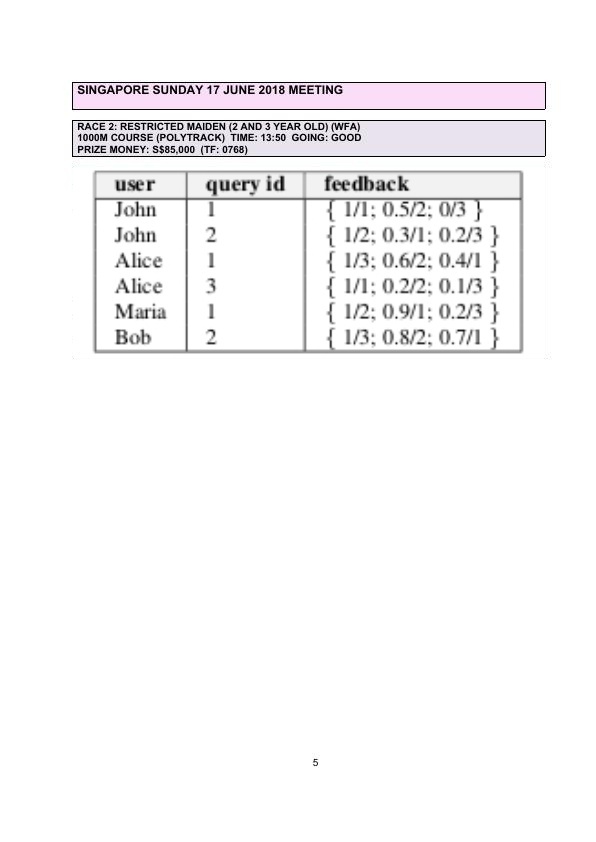 SINGAPORE SUNDAY 17 JUNE 2018 MEETING
RACE 2: RESTRICTED MAIDEN (2 AND 3 YEAR OLD) (WFA)
1000M COURSE (POLYTRACK) TIME: 13:50 GOING: GOOD
PRIZE MONEY: S$85,000 (TF: 0768)
user query id feedback
John 1 { 1/1; 0.5/2; 0/3 }
John 2 { 1/2; 0.3/1; 0.2/3 }
Alice 1 { 1/3; 0.6/2; 0.4/1 }
Alice 3 { 1/1; 0.2/2; 0.1/3 }
Maria 1 { 1/2; 0.9/1; 0.2/3 }
Bob 2 { 1/3; 0.8/2; 0.7/1 }
5